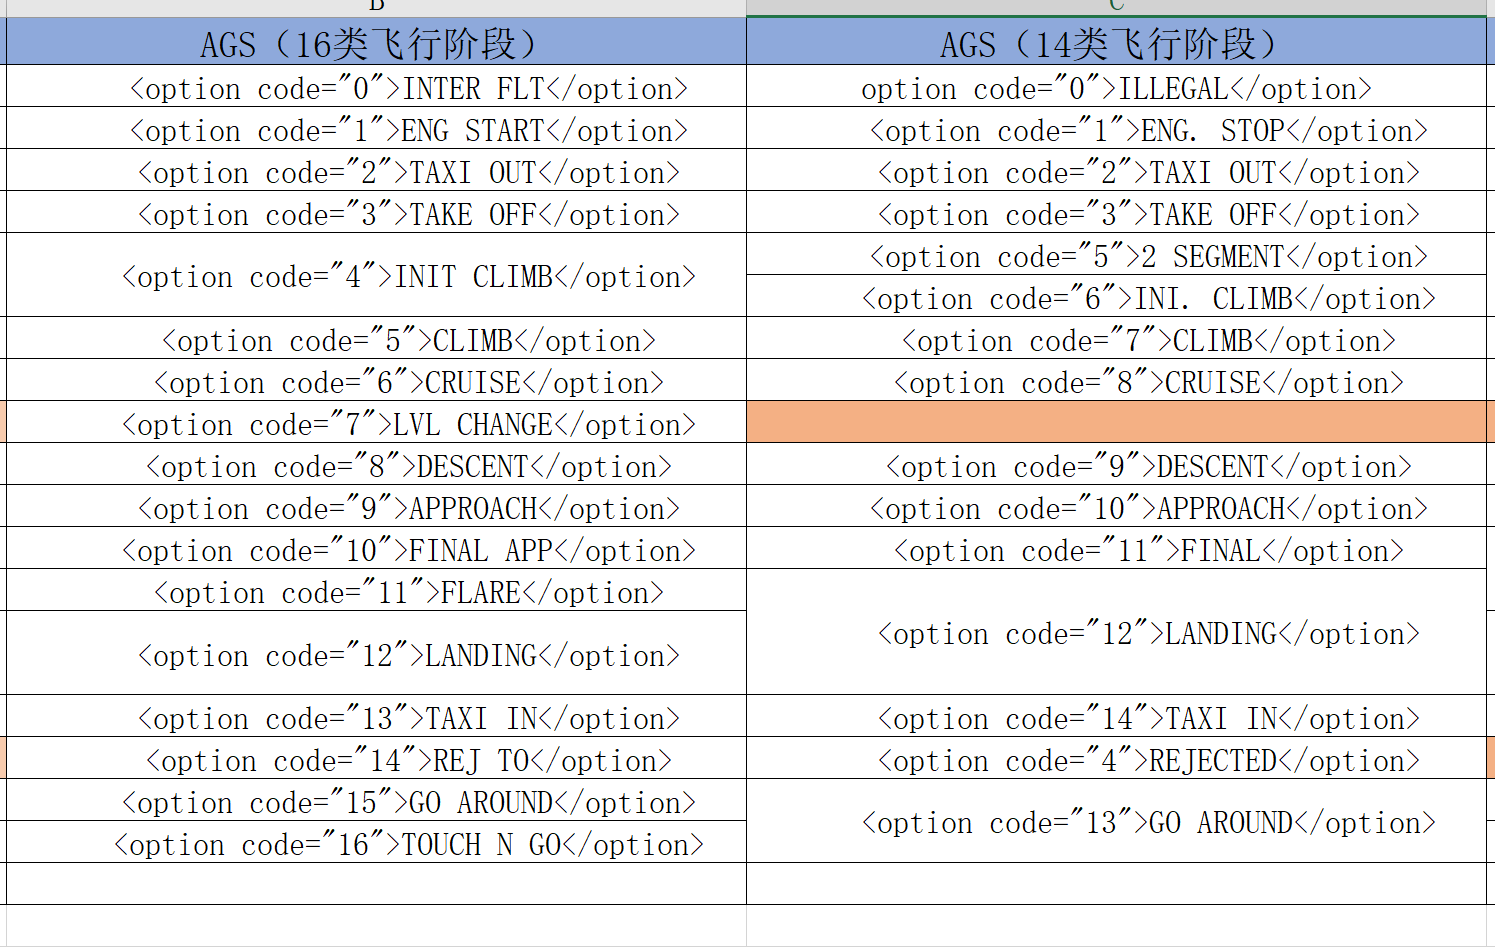 B C
AGS（16类飞行阶段） AGS（14类飞行阶段）
<option code="0">INTER FLT</option> option code="0">ILLEGAL</option>
<option code="1">ENG START</option> <option code="1">ENG. STOP</option>
<option code="2">TAXI OUT</option> <option code="2">TAXI OUT</option>
<option code="3">TAKE OFF</option> <option code="3">TAKE OFF</option>
<option code="5">2 SEGMENT</option>
<option code="4">INIT CLIMB</option>
<option code="6">INI. CLIMB</option>
<option code="5">CLIMB</option> <option code="7">CLIMB</option>
<option code="6">CRUISE</option> <option code="8">CRUISE</option>
<option code="7">LVL CHANGE</option>
<option code="8">DESCENT</option> <option code="9">DESCENT</option>
<option code="9">APPROACH</option> <option code="10">APPROACH</option>
<option code="10">FINAL APP</option> <option code="11">FINAL</option>
<option code="11">FLARE</option>
<option code="12">LANDING</option>
<option code="12">LANDING</option>
<option code="13">TAXI IN</option> <option code="14">TAXI IN</option>
<option code="14">REJ TO</option> <option code="4">REJECTED</option>
<option code="15">GO AROUND</option>
<option code="13">GO AROUND</option>
<option code="16">TOUCH N GO</option>